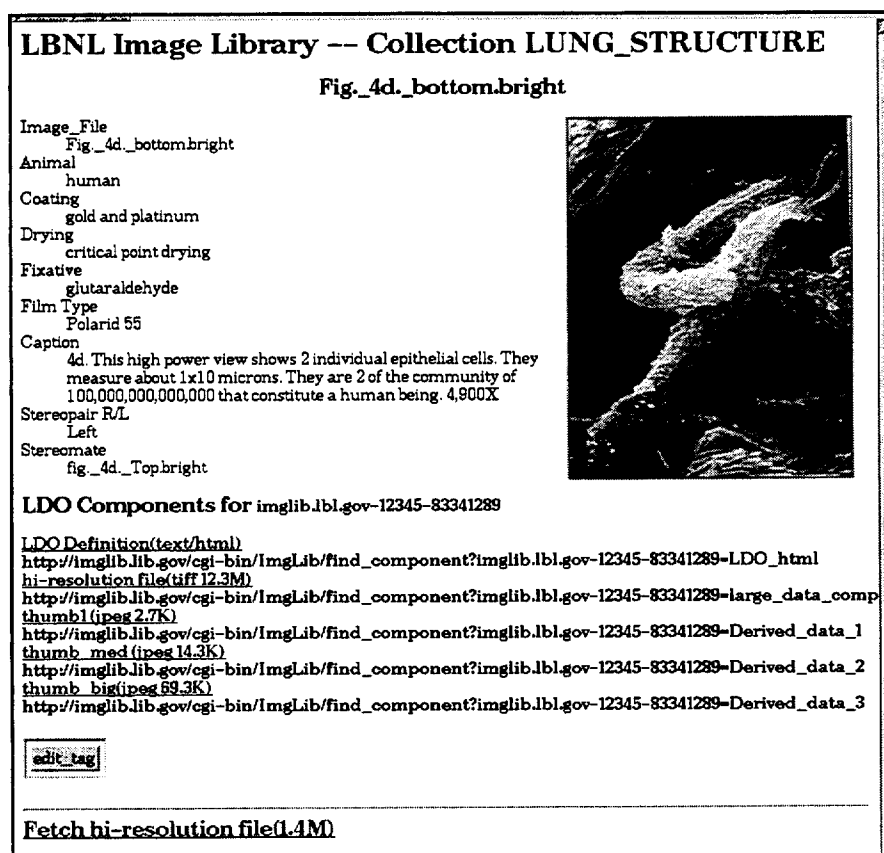 LBNL Image Library -- Collection LUNG_STRUCTURE
Fig._4d._bottom.bright
Image_File
Fig._4d._bottom.bright
Animal
human
Coating
gold and platinum
Drying
critical point drying
Fixative
glutaraldehyde
Film Type
Polarid 55
Caption
4d. This high power view shows 2 individual epithelial cells. They
measure about 1x10 microns. They are 2 of the community of
100,000,000,000,000 that constitute a human being. 4,900X
Stereopair R/L
Left
Stereomate
fig._4d._Top.bright
LDO Components for imglib.lbl.gov-12345-83341289
LDO Definition(text/html)
http://imglib.lib.gov/cgi-bin/ImgLib/find_component?imglib.lbl.gov-12345-83341289=LDO_html
hi-resolution file(tiff 12.3M)
http://imglib.lib.gov/cgi-bin/ImgLib/find_component?imglib.lbl.gov-12345-83341289=large_data_comp
thumb1(jpeg 2.7K)
http://imglib.lib.gov/cgi-bin/ImgLib/find_component?imglib.lbl.gov-12345-83341289=Derived_data_1
thumb_med (jpeg 14.3K)
http://imglib.lib.gov/cgi-bin/ImgLib/find_component?imglib.lbl.gov-12345-83341289=Derived_data_2
thumb_big(jpeg 69.3K)
http://imglib.lib.gov/cgi-bin/ImgLib/find_component?imglib.lbl.gov-12345-83341289=Derived_data_3
edit_tag
Fetch hi-resolution file(1.4M)